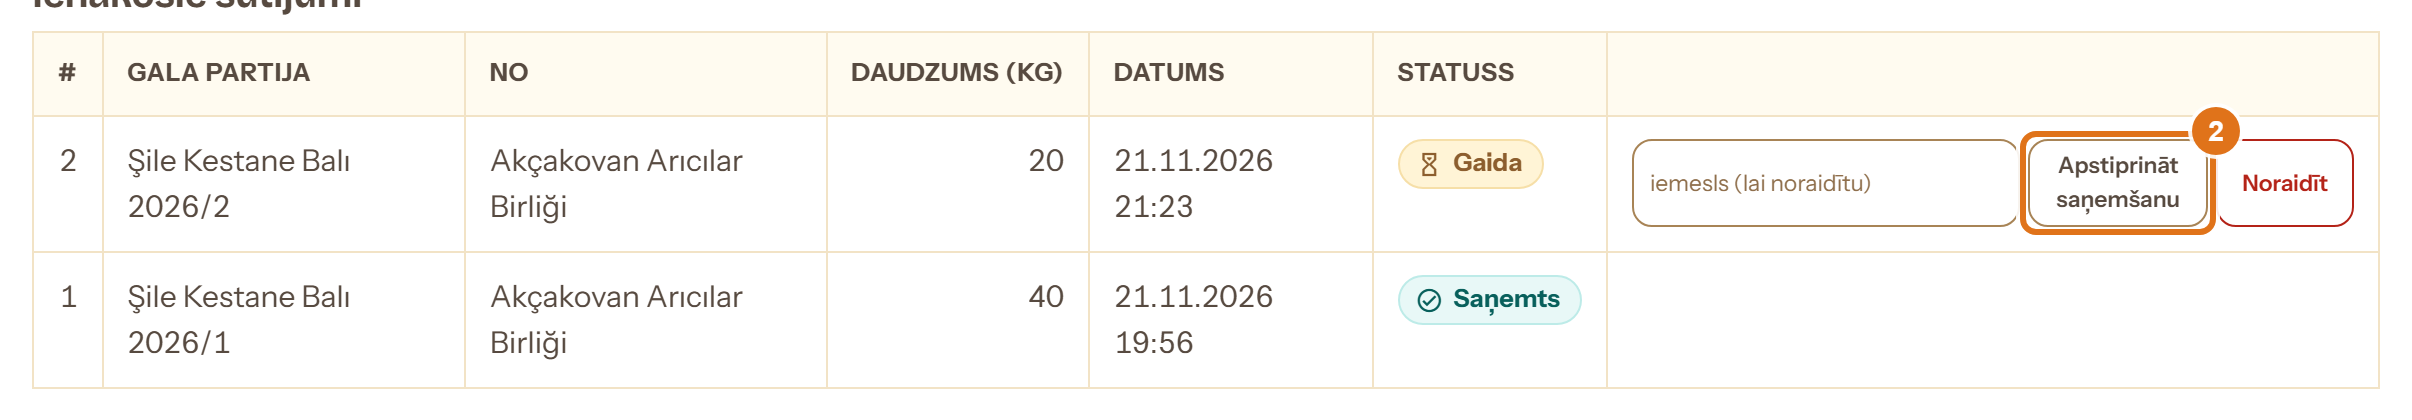 Ienākošie sūtījumi
# GALA PARTIJA NO DAUDZUMS (KG) DATUMS STATUSS
2 Şile Kestane Balı 2026/2 Akçakovan Arıcılar Birliği 20 21.11.2026 21:23 Gaida iemesls (lai noraidītu) Apstiprināt saņemšanu 2 Noraidīt
1 Şile Kestane Balı 2026/1 Akçakovan Arıcılar Birliği 40 21.11.2026 19:56 Saņemts